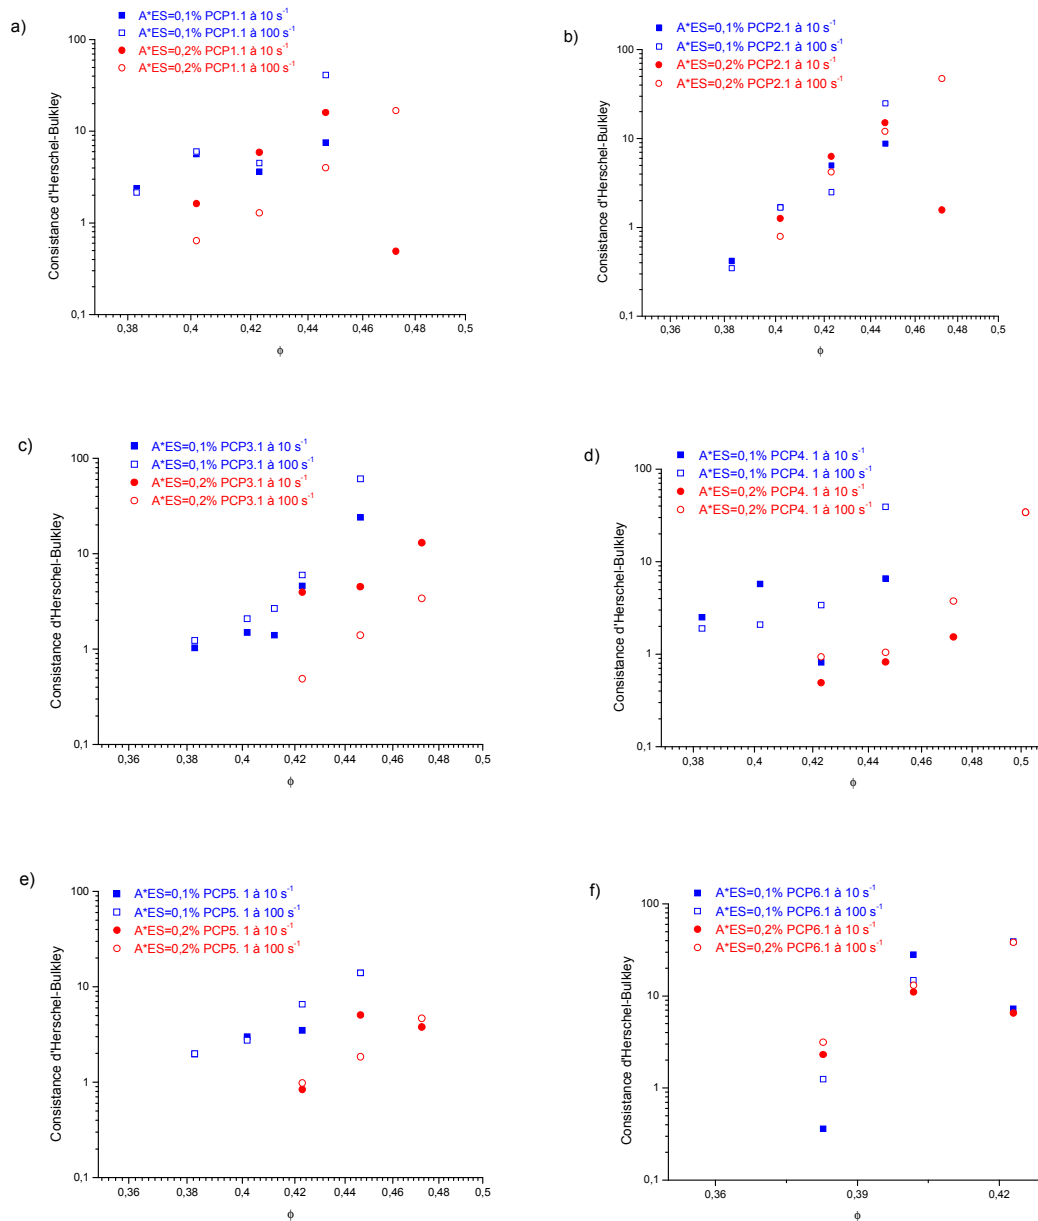 a)
A*ES=0,1% PCP1.1 à 10 s⁻¹
A*ES=0,1% PCP1.1 à 100 s⁻¹
A*ES=0,2% PCP1.1 à 10 s⁻¹
A*ES=0,2% PCP1.1 à 100 s⁻¹
Consistance d'Herschel-Bulkley
100
10
1
0,1
0,38 0,4 0,42 0,44 0,46 0,48 0,5
ϕ
b)
A*ES=0,1% PCP2.1 à 10 s⁻¹
A*ES=0,1% PCP2.1 à 100 s⁻¹
A*ES=0,2% PCP2.1 à 10 s⁻¹
A*ES=0,2% PCP2.1 à 100 s⁻¹
Consistance d'Herschel-Bulkley
100
10
1
0,1
0,36 0,38 0,4 0,42 0,44 0,46 0,48 0,5
ϕ
c)
A*ES=0,1% PCP3.1 à 10 s⁻¹
A*ES=0,1% PCP3.1 à 100 s⁻¹
A*ES=0,2% PCP3.1 à 10 s⁻¹
A*ES=0,2% PCP3.1 à 100 s⁻¹
Consistance d'Herschel-Bulkley
100
10
1
0,1
0,36 0,38 0,4 0,42 0,44 0,46 0,48 0,5
ϕ
d)
A*ES=0,1% PCP4. 1 à 10 s⁻¹
A*ES=0,1% PCP4. 1 à 100 s⁻¹
A*ES=0,2% PCP4. 1 à 10 s⁻¹
A*ES=0,2% PCP4. 1 à 100 s⁻¹
Consistance d'Herschel-Bulkley
100
10
1
0,1
0,38 0,4 0,42 0,44 0,46 0,48 0,5
ϕ
e)
A*ES=0,1% PCP5. 1 à 10 s⁻¹
A*ES=0,1% PCP5. 1 à 100 s⁻¹
A*ES=0,2% PCP5. 1 à 10 s⁻¹
A*ES=0,2% PCP5. 1 à 100 s⁻¹
Consistance d'Herschel-Bulkley
100
10
1
0,1
0,36 0,38 0,4 0,42 0,44 0,46 0,48 0,5
ϕ
f)
A*ES=0,1% PCP6.1 à 10 s⁻¹
A*ES=0,1% PCP6.1 à 100 s⁻¹
A*ES=0,2% PCP6.1 à 10 s⁻¹
A*ES=0,2% PCP6.1 à 100 s⁻¹
Consistance d'Herschel-Bulkley
100
10
1
0,1
0,36 0,39 0,42
ϕ